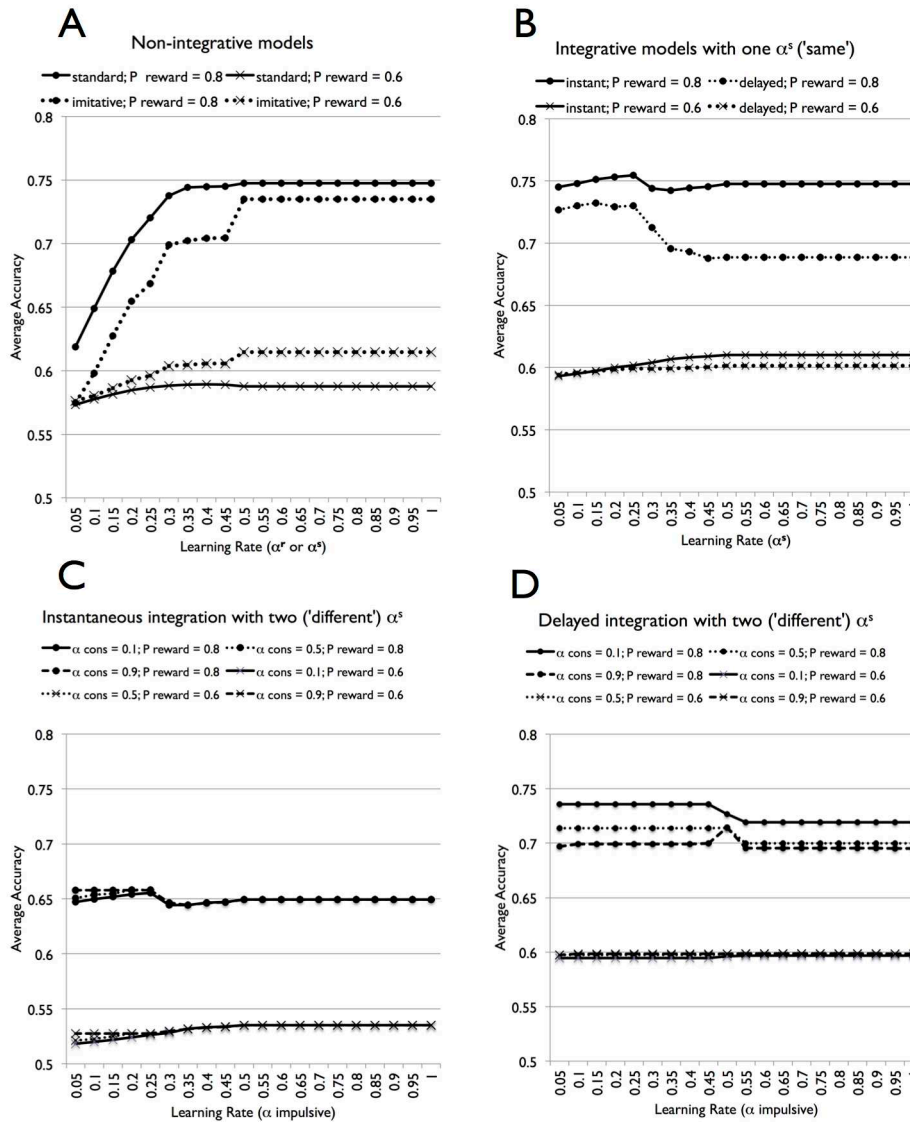 A
Non-integrative models
standard; P reward = 0.8 standard; P reward = 0.6
imitative; P reward = 0.8 imitative; P reward = 0.6
0.8
0.75
0.7
0.65
0.6
0.55
0.5
Average Accuracy
0.05 0.1 0.15 0.2 0.25 0.3 0.35 0.4 0.45 0.5 0.55 0.6 0.65 0.7 0.75 0.8 0.85 0.9 0.95 1
Learning Rate (αʳ or αˢ)
B
Integrative models with one αˢ ('same')
instant; P reward = 0.8 delayed; P reward = 0.8
instant; P reward = 0.6 delayed; P reward = 0.6
0.8
0.75
0.7
0.65
0.6
0.55
0.5
Average Accuarcy
0.05 0.1 0.15 0.2 0.25 0.3 0.35 0.4 0.45 0.5 0.55 0.6 0.65 0.7 0.75 0.8 0.85 0.9 0.95 1
Learning Rate (αˢ)
C
Instantaneous integration with two ('different') αˢ
α cons = 0.1; P reward = 0.8 α cons = 0.5; P reward = 0.8
α cons = 0.9; P reward = 0.8 α cons = 0.1; P reward = 0.6
α cons = 0.5; P reward = 0.6 α cons = 0.9; P reward = 0.6
0.8
0.75
0.7
0.65
0.6
0.55
0.5
Average Accuracy
0.05 0.1 0.15 0.2 0.25 0.3 0.35 0.4 0.45 0.5 0.55 0.6 0.65 0.7 0.75 0.8 0.85 0.9 0.95 1
Learning Rate (α impulsive)
D
Delayed integration with two ('different') αˢ
α cons = 0.1; P reward = 0.8 α cons = 0.5; P reward = 0.8
α cons = 0.9; P reward = 0.8 α cons = 0.1; P reward = 0.6
α cons = 0.5; P reward = 0.6 α cons = 0.9; P reward = 0.6
0.8
0.75
0.7
0.65
0.6
0.55
0.5
Average Accuracy
0.05 0.1 0.15 0.2 0.25 0.3 0.35 0.4 0.45 0.5 0.55 0.6 0.65 0.7 0.75 0.8 0.85 0.9 0.95 1
Learning Rate (α impulsive)